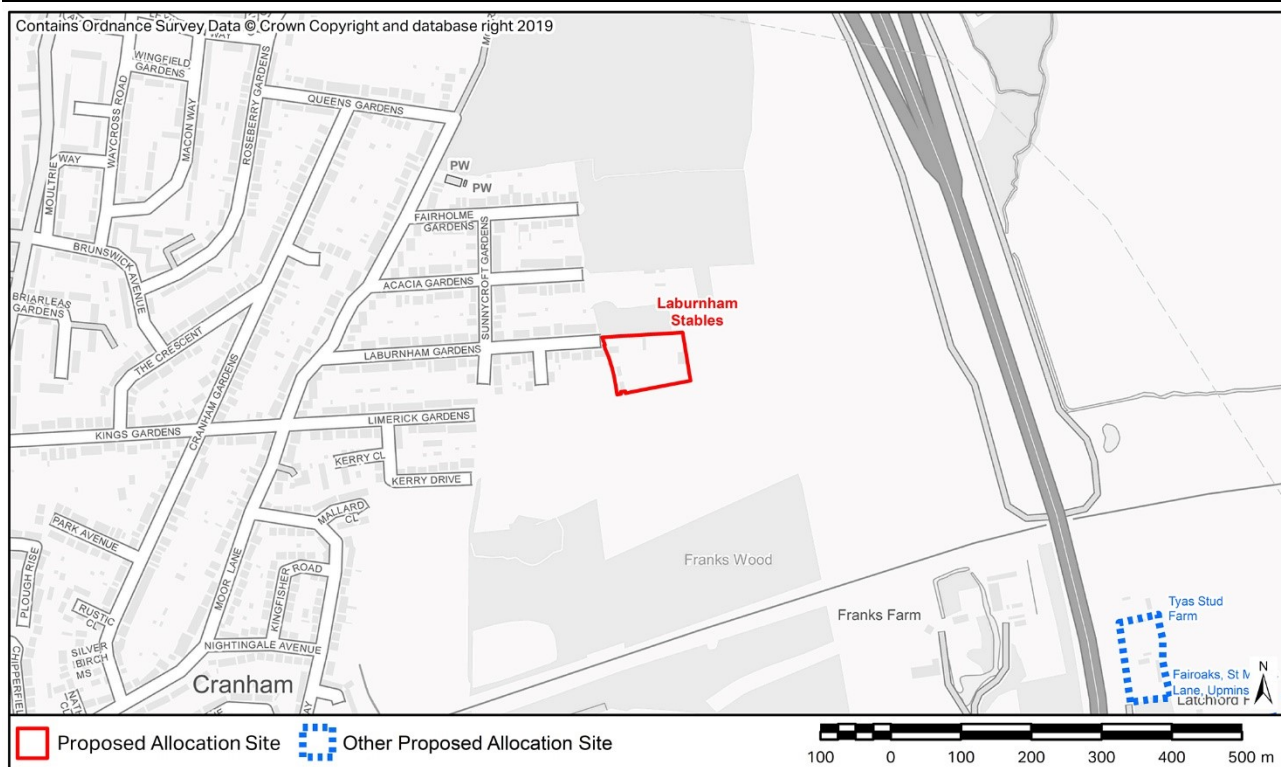 Contains Ordnance Survey Data © Crown Copyright and database right 2019
WAY
WINGFIELD
GARDENS
WAYCROSS ROAD
MACON WAY
ROSEBERRY GARDENS
QUEENS GARDENS
MOULTRIE
WAY
PW
PW
FAIRHOLME
GARDENS
BRUNSWICK AVENUE
SUNNYCROFT GARDENS
ACACIA GARDENS
BRIARLEAS
GARDENS
Laburnham
Stables
THE CRESCENT
LABURNHAM GARDENS
CRANHAM GARDENS
LIMERICK GARDENS
KINGS GARDENS
KERRY CL
KERRY DRIVE
MALLARD
CL
PARK AVENUE
Franks Wood
PLOUGH RISE
KINGFISHER ROAD
MOOR LANE
RUSTIC
CL
Franks Farm
Tyas Stud
Farm
NIGHTINGALE AVENUE
SILVER
BIRCH
MS
CHIPPERFIELD
Cranham
Fairoaks, St M
Lane, Upmins
N
Proposed Allocation Site
Other Proposed Allocation Site
100 0 100 200 300 400 500 m